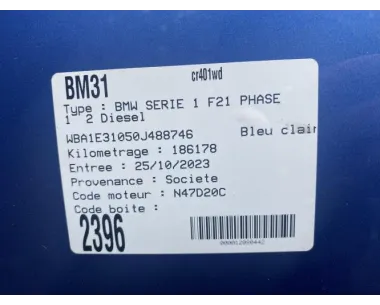 BM31
cr401wd
Type : BMW SERIE 1 F21 PHASE
1 2 Diesel
WBA1E31050J488746 Bleu clair
Kilometrage : 186178
Entree : 25/10/2023
Provenance : Societe
Code moteur : N47D20C
Code boite :
2396